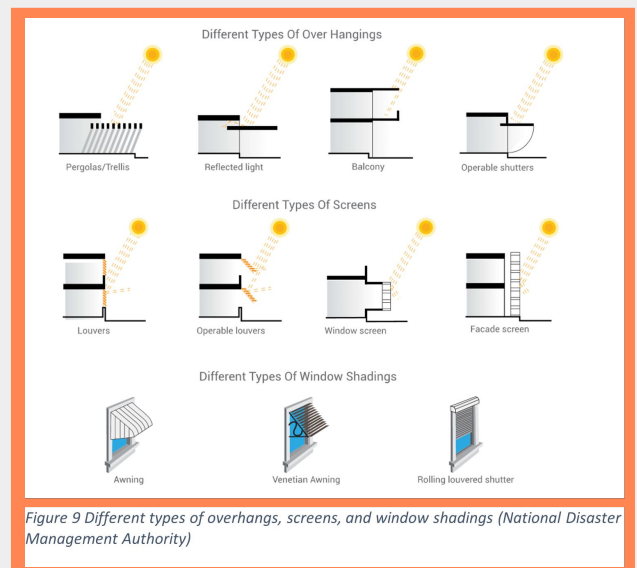 Different Types Of Over Hangings
Pergolas/Trellis
Reflected light
Balcony
Operable shutters
Different Types Of Screens
Louvers
Operable louvers
Window screen
Facade screen
Different Types Of Window Shadings
Awning
Venetian Awning
Rolling louvered shutter
Figure 9 Different types of overhangs, screens, and window shadings (National Disaster
Management Authority)